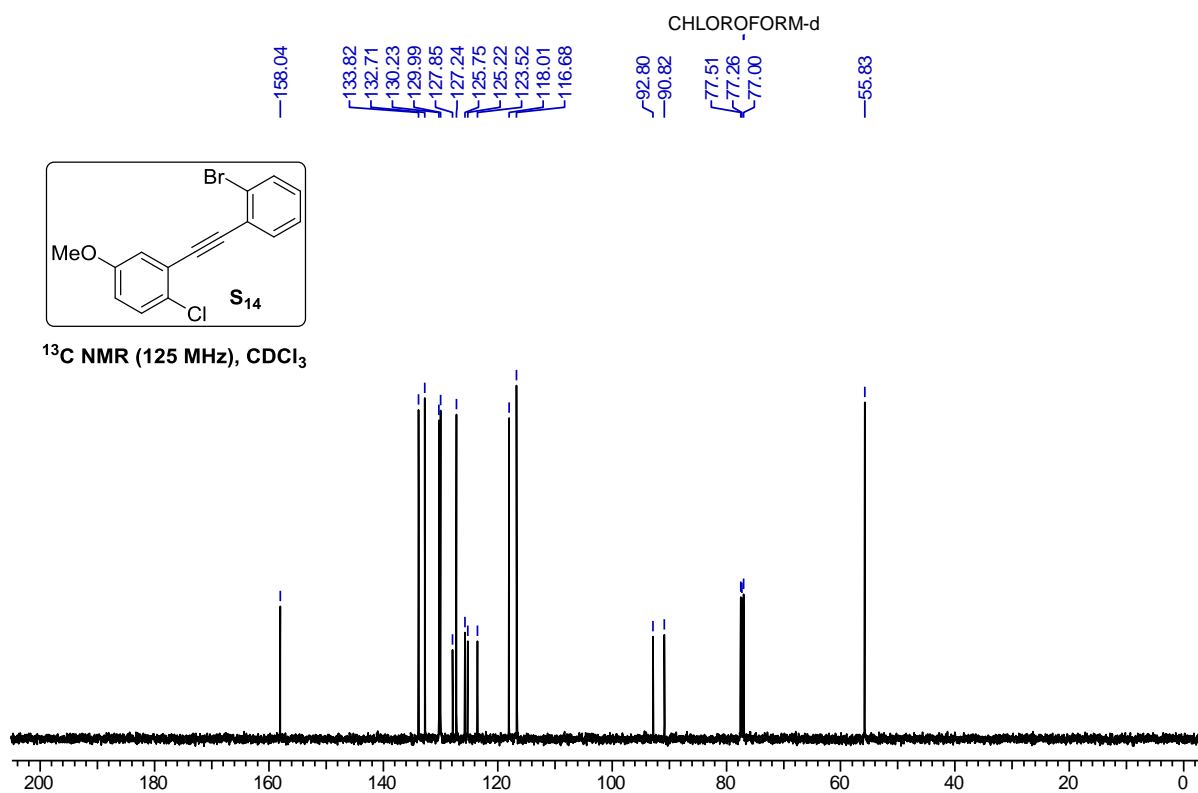 CHLOROFORM-d
158.04
133.82
132.71
130.23
129.99
127.85
127.24
125.75
125.22
123.52
118.01
116.68
92.80
90.82
77.51
77.26
77.00
55.83
Br
MeO
S₁₄
Cl
¹³C NMR (125 MHz), CDCl₃
200 180 160 140 120 100 80 60 40 20 0